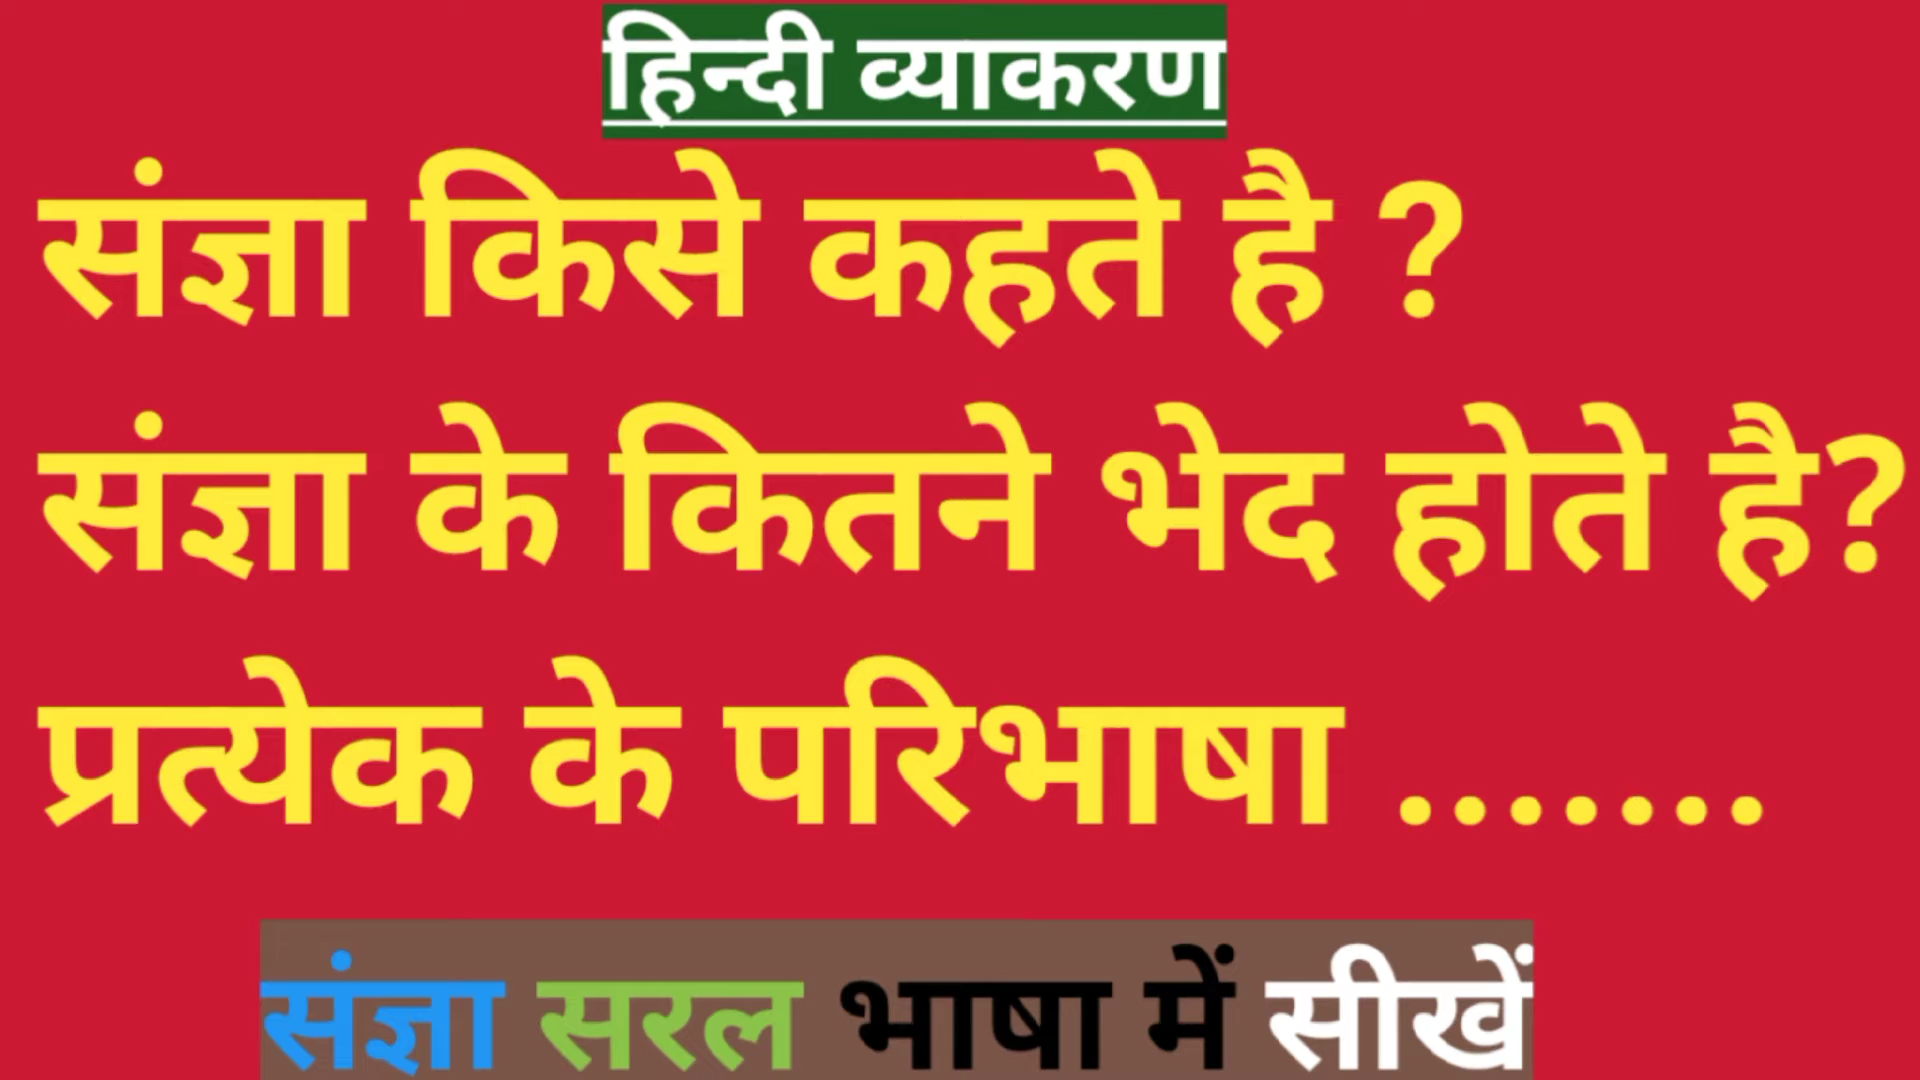 हिन्दी व्याकरण
संज्ञा किसे कहते है ?
संज्ञा के कितने भेद होते है?
प्रत्येक के परिभाषा .......
संज्ञा सरल भाषा में सीखें